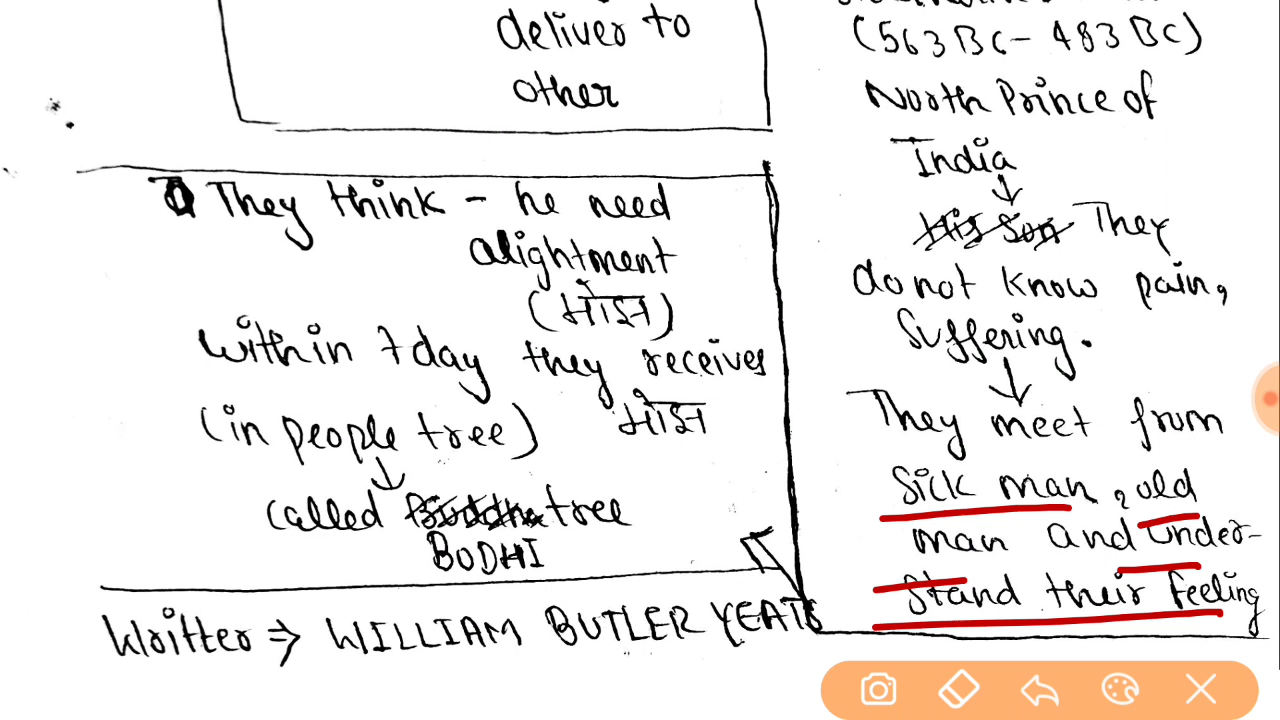 deliver to
other
They think - he need
alightment
(मोक्ष)
within 7 day they receives
(in people tree) मोक्ष
↓
called tree
BODHI
Writter ⇒ WILLIAM BUTLER YEATS
(563 BC - 483 BC)
North Prince of
India
↓
They
do not know pain,
Suffering.
↓
They meet from
Sick man, old
man and under-
stand their feeling